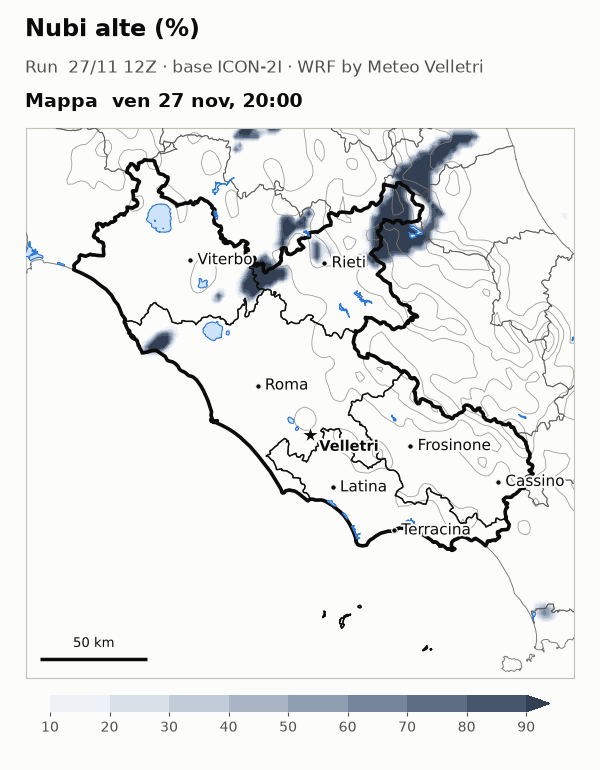 Nubi alte (%)
Run 27/11 12Z · base ICON-2I · WRF by Meteo Velletri
Mappa ven 27 nov, 20:00
Viterbo
Rieti
Roma
Velletri
Frosinone
Latina
Cassino
Terracina
50 km
10 20 30 40 50 60 70 80 90